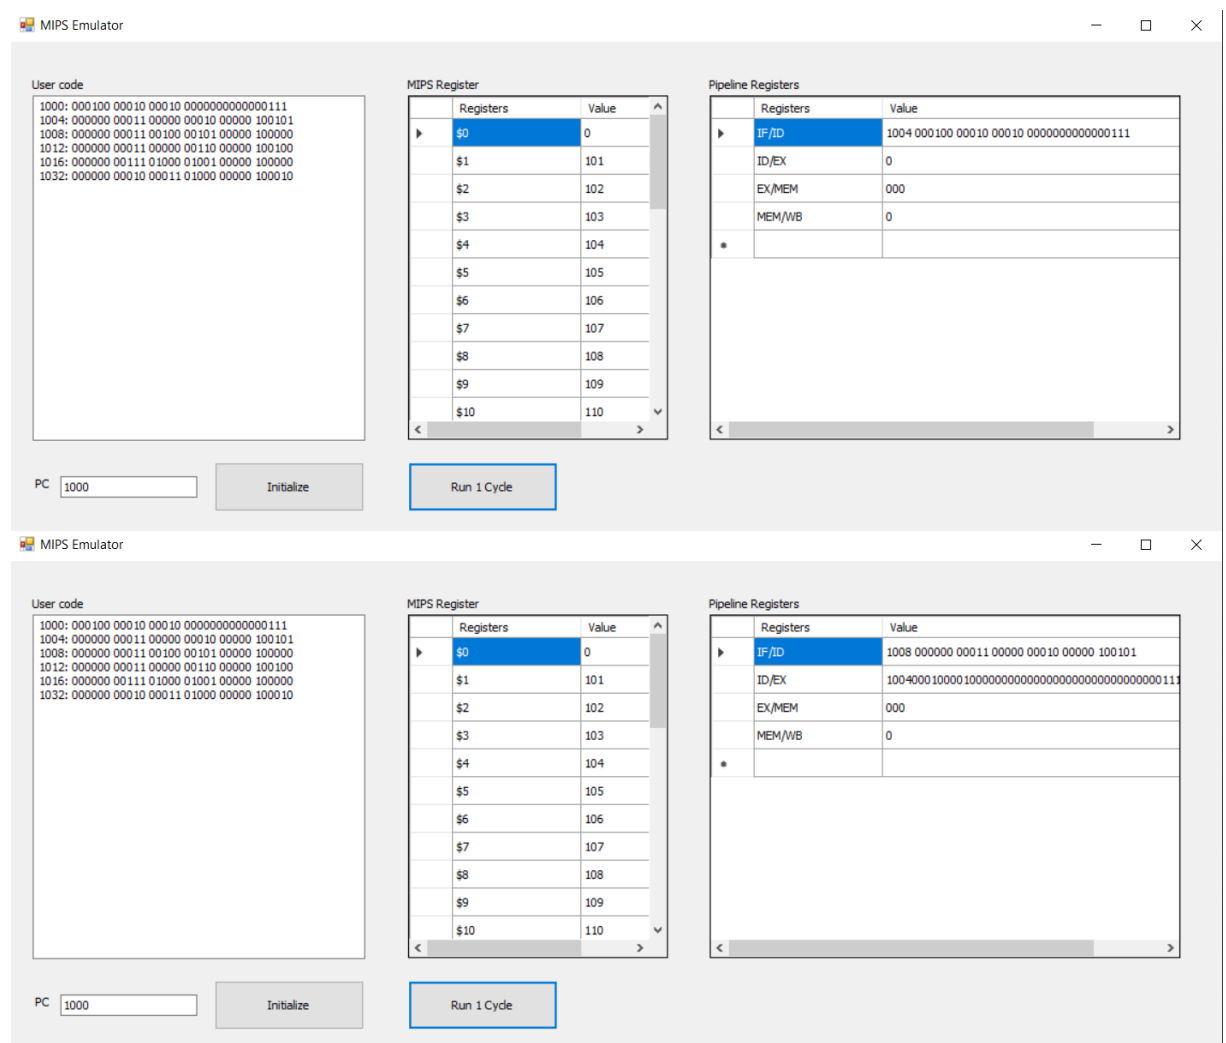 MIPS Emulator
User code
1000: 000100 00010 00010 0000000000000111
1004: 000000 00011 00000 00010 00000 100101
1008: 000000 00011 00100 00101 00000 100000
1012: 000000 00011 00000 00110 00000 100100
1016: 000000 00111 01000 01001 00000 100000
1032: 000000 00010 00011 01000 00000 100010
MIPS Register
Registers Value
$0 0
$1 101
$2 102
$3 103
$4 104
$5 105
$6 106
$7 107
$8 108
$9 109
$10 110
Pipeline Registers
Registers Value
IF/ID 1004 000100 00010 00010 0000000000000111
ID/EX 0
EX/MEM 000
MEM/WB 0
PC 1000 Initialize Run 1 Cycle
MIPS Emulator
User code
1000: 000100 00010 00010 0000000000000111
1004: 000000 00011 00000 00010 00000 100101
1008: 000000 00011 00100 00101 00000 100000
1012: 000000 00011 00000 00110 00000 100100
1016: 000000 00111 01000 01001 00000 100000
1032: 000000 00010 00011 01000 00000 100010
MIPS Register
Registers Value
$0 0
$1 101
$2 102
$3 103
$4 104
$5 105
$6 106
$7 107
$8 108
$9 109
$10 110
Pipeline Registers
Registers Value
IF/ID 1008 000000 00011 00000 00010 00000 100101
ID/EX
EX/MEM 000
MEM/WB 0
PC 1000 Initialize Run 1 Cycle